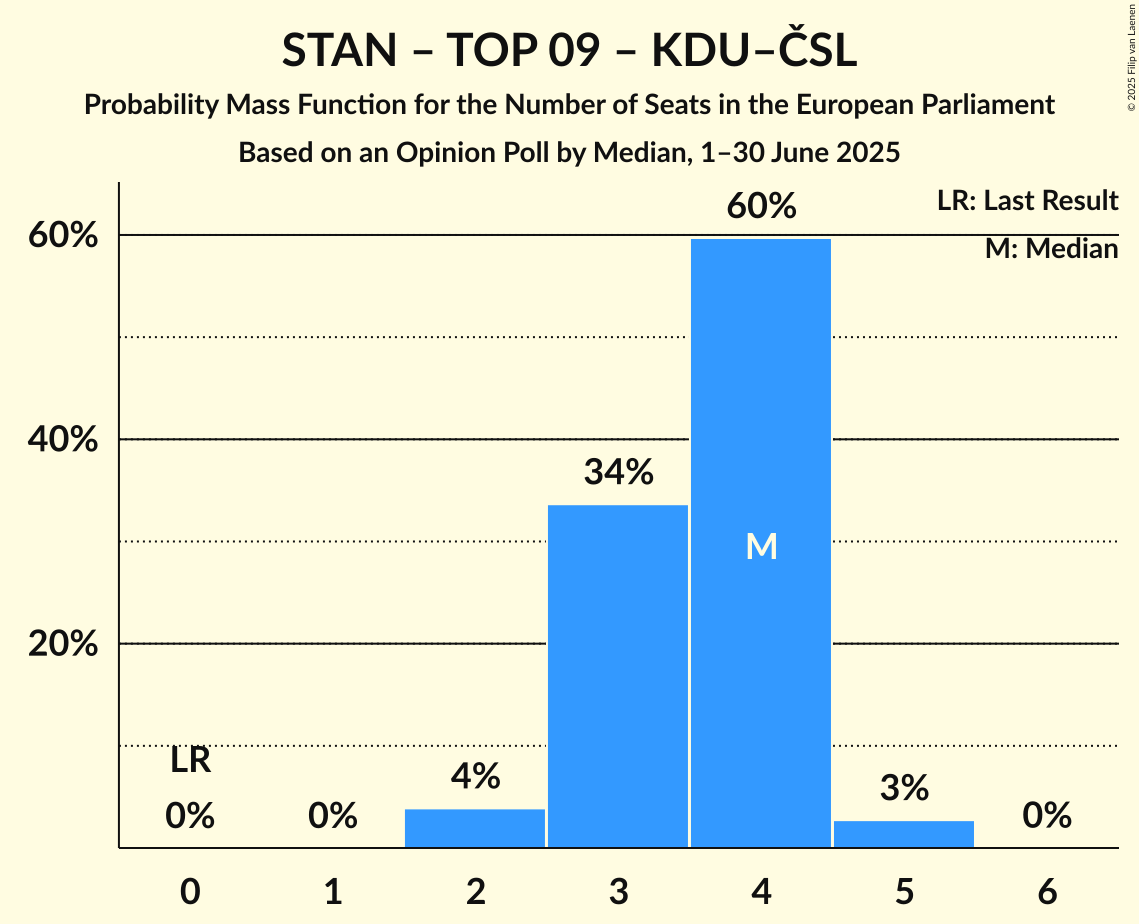 STAN – TOP 09 – KDU–ČSL
Probability Mass Function for the Number of Seats in the European Parliament
Based on an Opinion Poll by Median, 1–30 June 2025
© 2025 Filip van Laenen
LR: Last Result
M: Median
60%
40%
20%
60%
34%
M
LR
0%
0%
4%
3%
0%
0 1 2 3 4 5 6